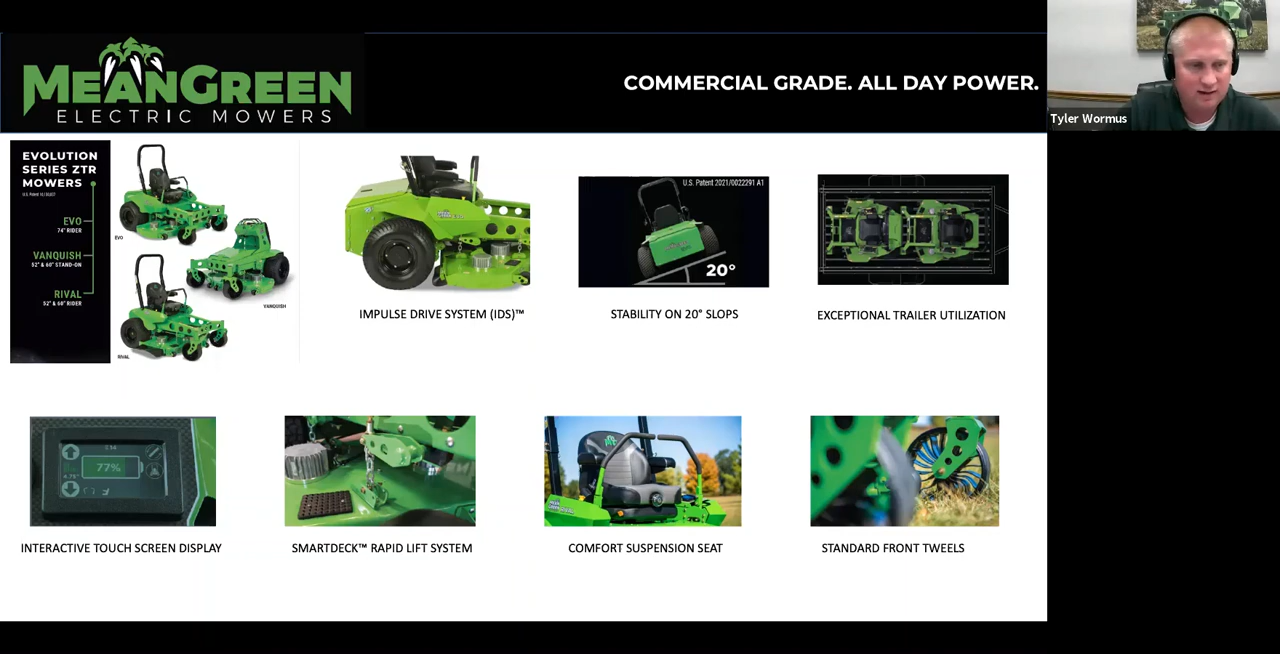 MEANGREEN
ELECTRIC MOWERS
COMMERCIAL GRADE. ALL DAY POWER.
Tyler Wormus
EVOLUTION
SERIES ZTR
MOWERS
EVO
74" RIDER
VANQUISH
52" & 60" STAND-ON
RIVAL
52" & 60" RIDER
EVO
VANQUISH
RIVAL
U.S. Patent 2021/0022291 A1
20°
IMPULSE DRIVE SYSTEM (IDS)™
STABILITY ON 20° SLOPS
EXCEPTIONAL TRAILER UTILIZATION
77%
INTERACTIVE TOUCH SCREEN DISPLAY
SMARTDECK™ RAPID LIFT SYSTEM
COMFORT SUSPENSION SEAT
STANDARD FRONT TWEELS